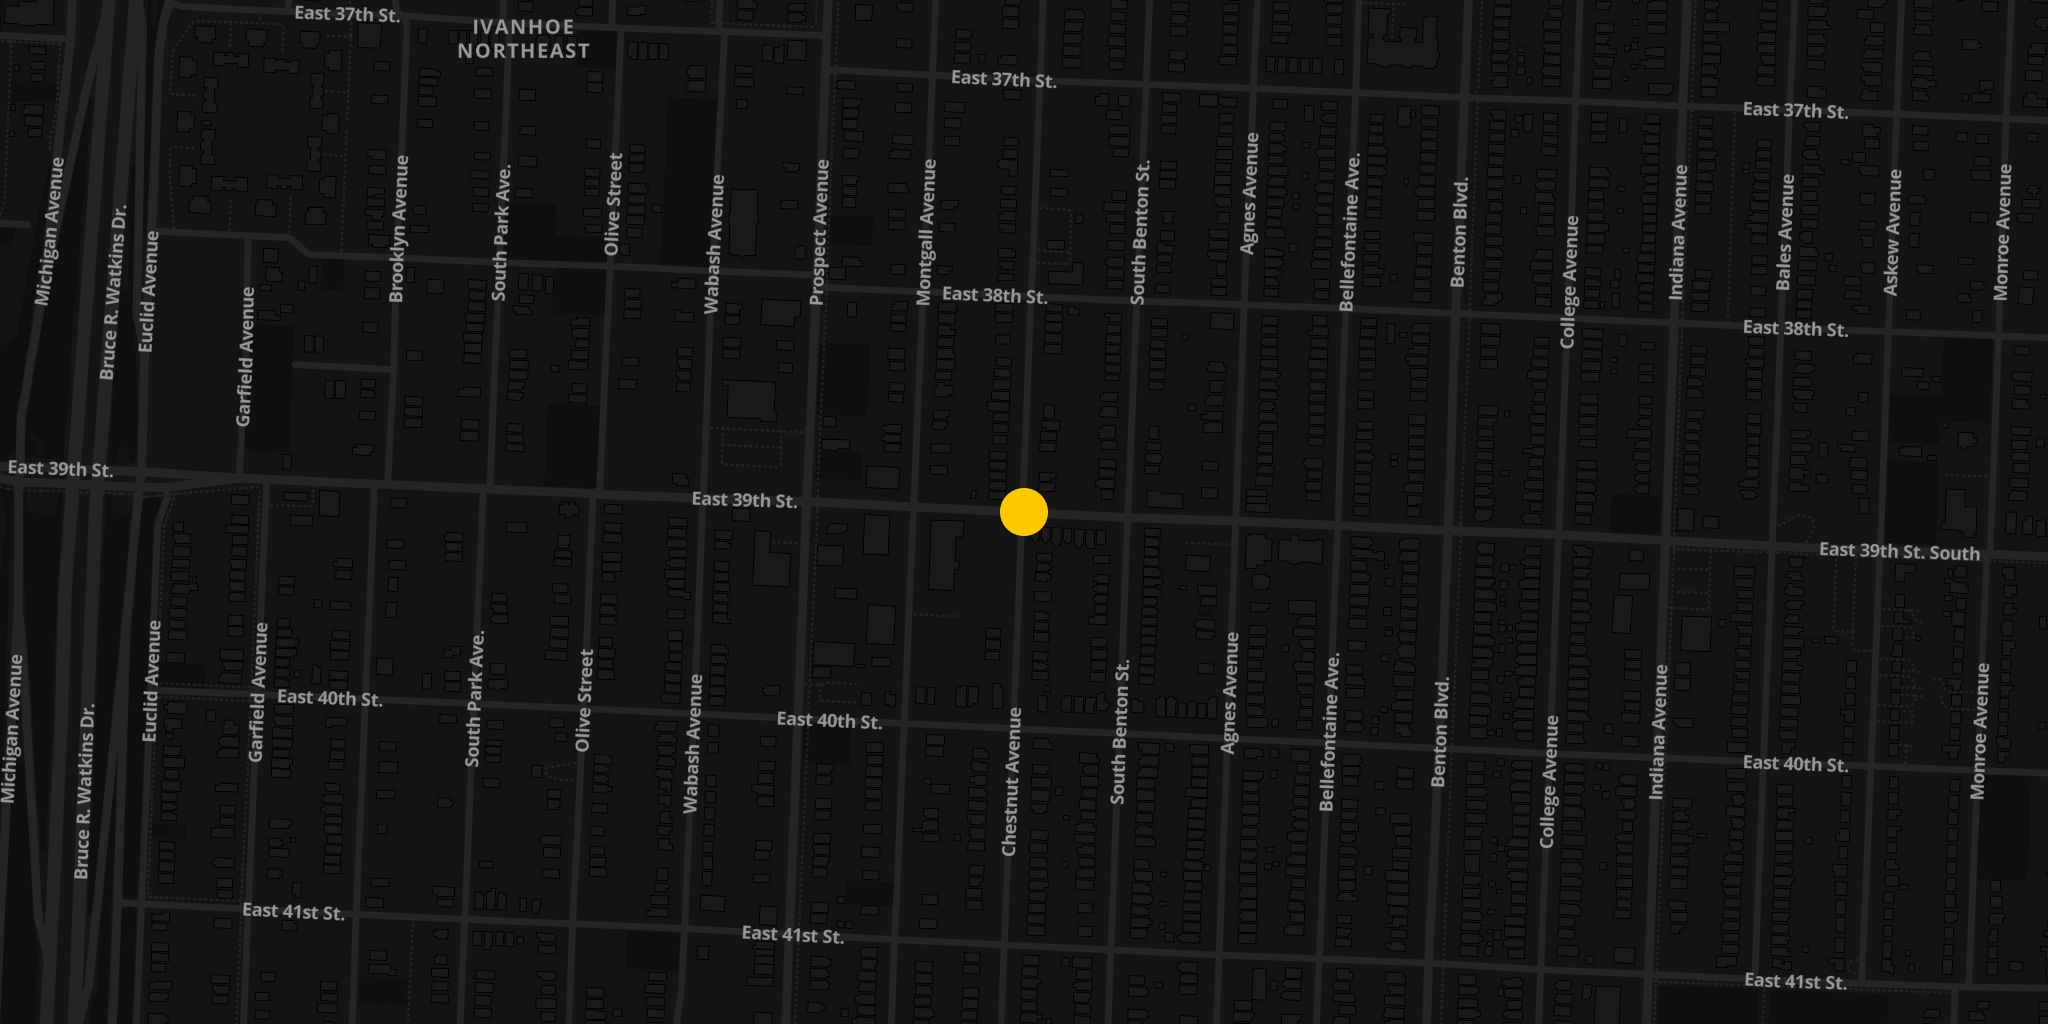 East 37th St.
IVANHOE
NORTHEAST
East 37th St.
East 37th St.
Michigan Avenue
Bruce R. Watkins Dr.
Euclid Avenue
Garfield Avenue
Brooklyn Avenue
South Park Ave.
Olive Street
Wabash Avenue
Prospect Avenue
Montgall Avenue
South Benton St.
Agnes Avenue
Bellefontaine Ave.
Benton Blvd.
College Avenue
Indiana Avenue
Bales Avenue
Askew Avenue
Monroe Avenue
East 38th St.
East 38th St.
East 39th St.
East 39th St.
East 39th St. South
Michigan Avenue
Bruce R. Watkins Dr.
Euclid Avenue
Garfield Avenue
South Park Ave.
Olive Street
Wabash Avenue
Chestnut Avenue
South Benton St.
Agnes Avenue
Bellefontaine Ave.
Benton Blvd.
College Avenue
Indiana Avenue
Monroe Avenue
East 40th St.
East 40th St.
East 40th St.
East 41st St.
East 41st St.
East 41st St.